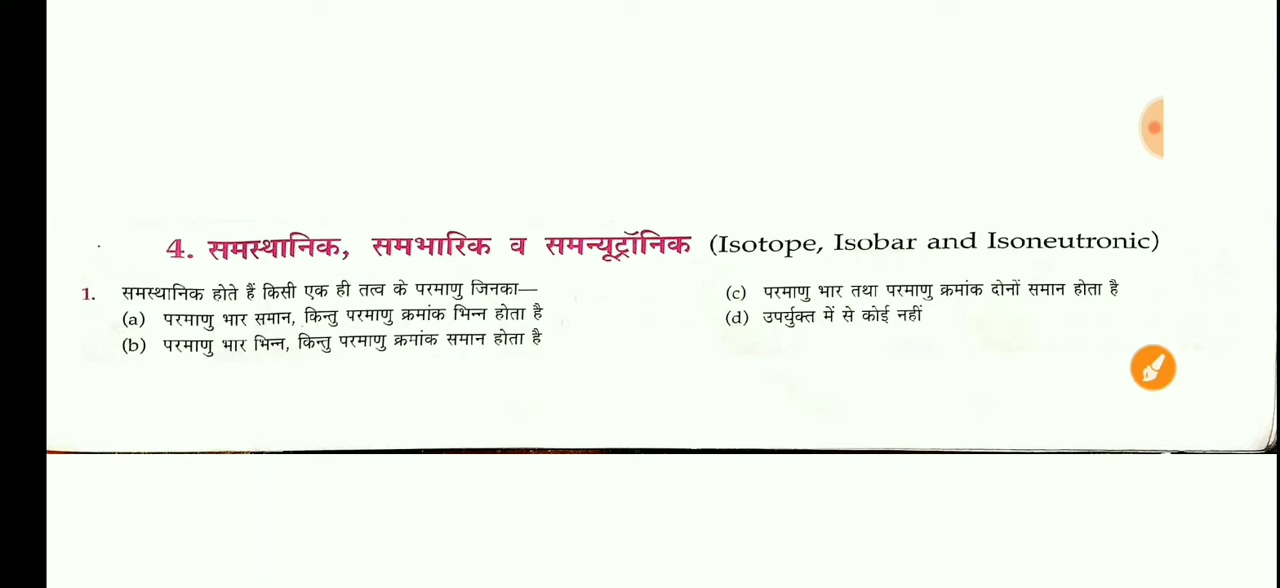 4. समस्थानिक, समभारिक व समन्यूट्रॉनिक (Isotope, Isobar and Isoneutronic)
1. समस्थानिक होते हैं किसी एक ही तत्व के परमाणु जिनका—
(a) परमाणु भार समान, किन्तु परमाणु क्रमांक भिन्न होता है
(b) परमाणु भार भिन्न, किन्तु परमाणु क्रमांक समान होता है
(c) परमाणु भार तथा परमाणु क्रमांक दोनों समान होता है
(d) उपर्युक्त में से कोई नहीं